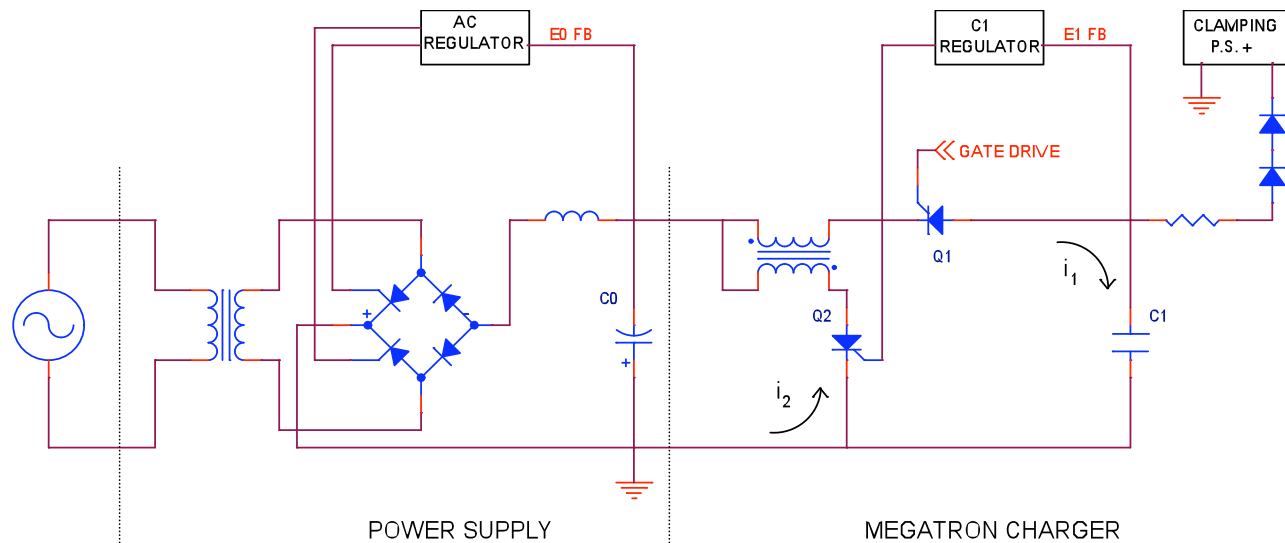 AC
REGULATOR
E0 FB
C1
REGULATOR
E1 FB
CLAMPING
P.S. +
GATE DRIVE
Q1
i1
+
-
C0
+
Q2
C1
i2
POWER SUPPLY
MEGATRON CHARGER